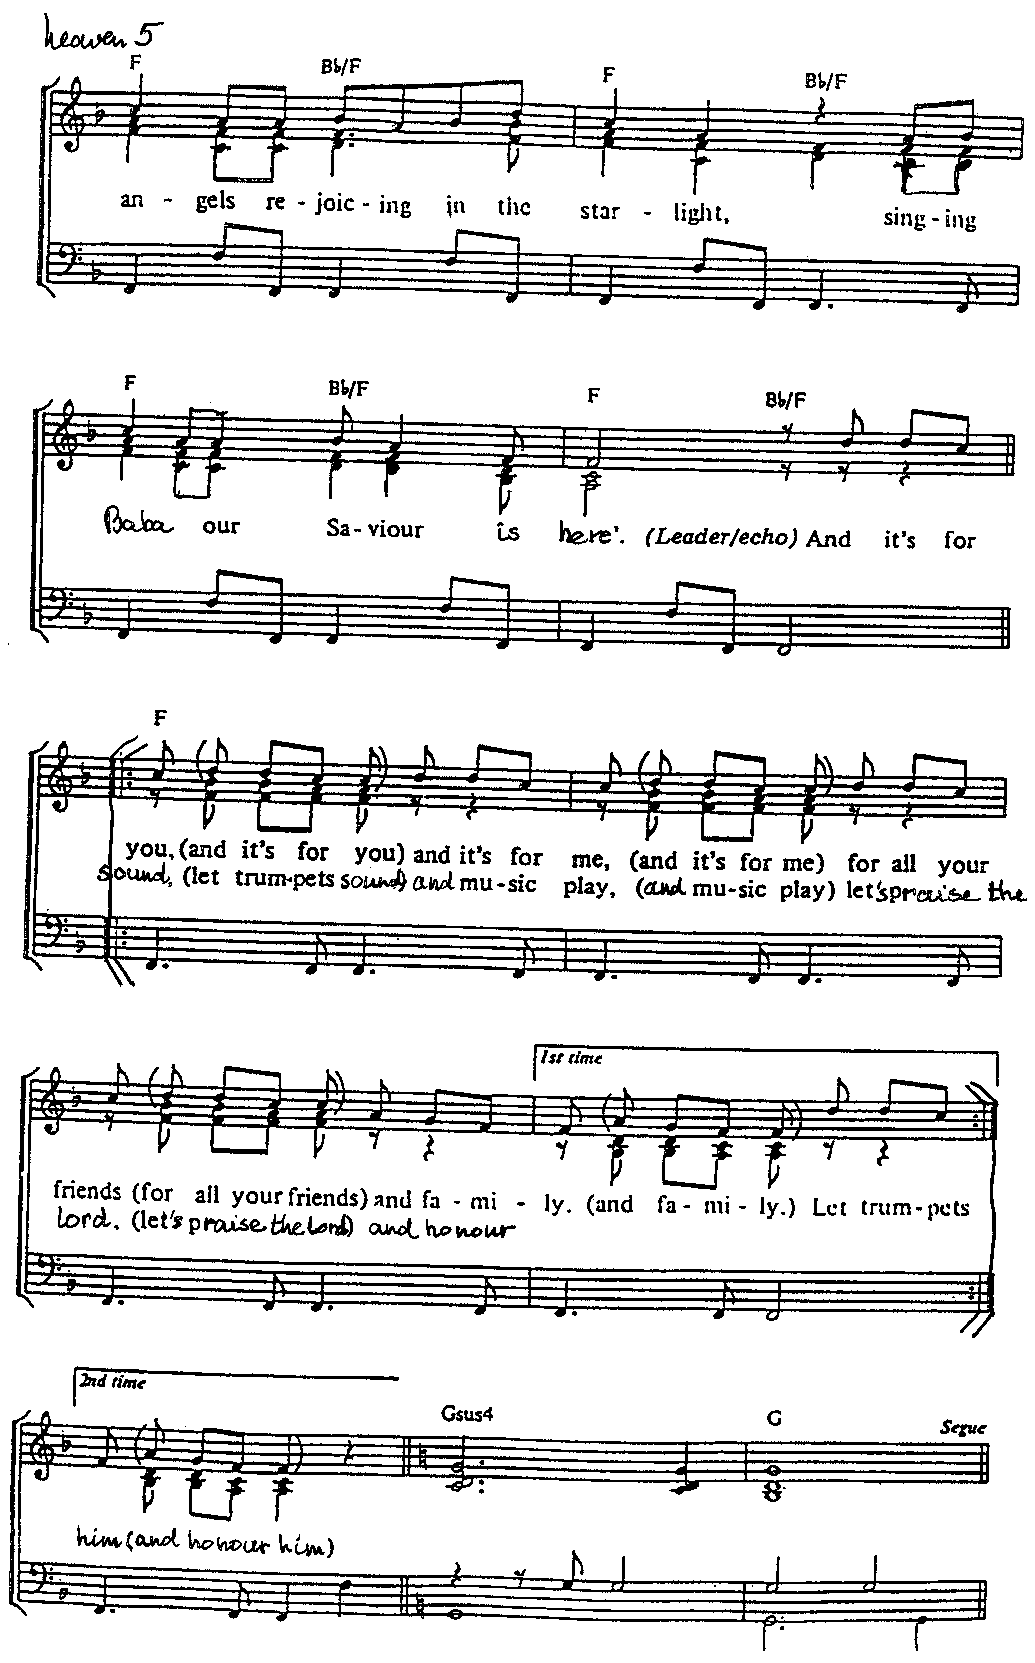 heaven 5
F Bb/F F Bb/F
an - gels re - joic - ing in the star - light, sing - ing
F Bb/F F Bb/F
Baba our Sa - viour is here'. (Leader/echo) And it's for
F
you, (and it's for you) and it's for me, (and it's for me) for all your
sound, (let trum-pets sound) and mu-sic play, (and mu-sic play) let's praise the
1st time
friends (for all your friends) and fa - mi - ly. (and fa - mi - ly.) Let trum-pets
lord. (let's praise the lord) and honour
2nd time
Gsus4 G Segue
him (and honour him)